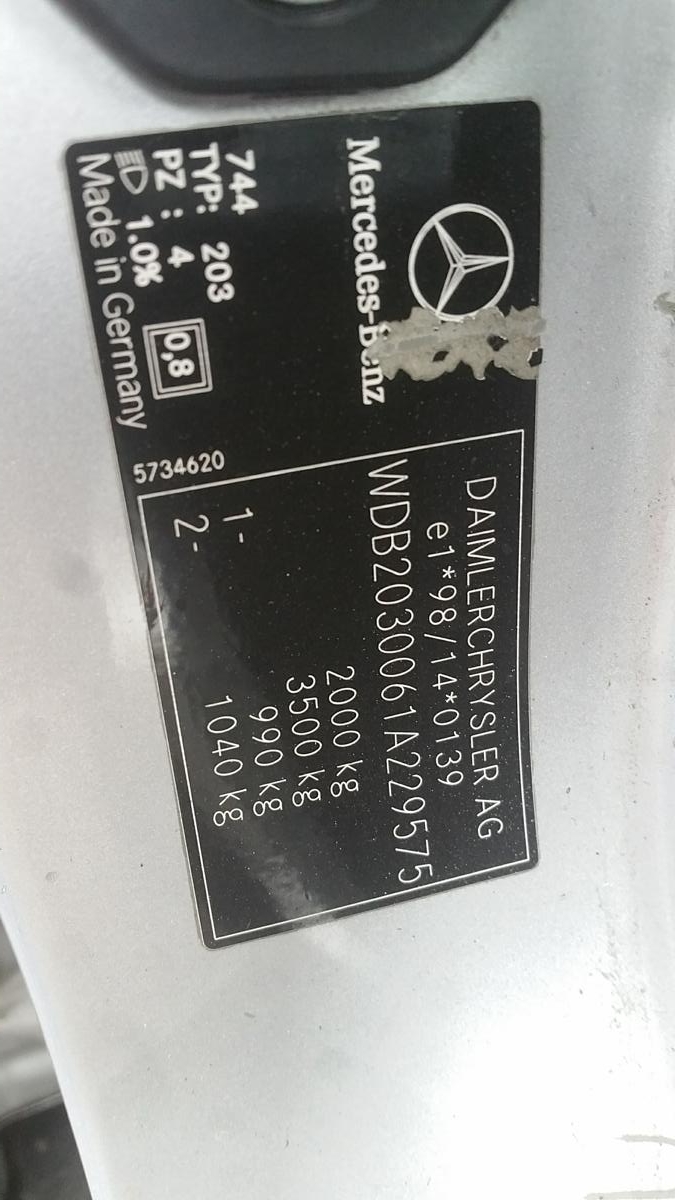 Mercedes-Benz
744
TYP: 203
PZ : 4
1.0%
0,8
Made in Germany
5734620
DAIMLERCHRYSLER AG
e1*98/14*0139
WDB2030061A229575
2000 kg
3500 kg
1- 990 kg
2- 1040 kg